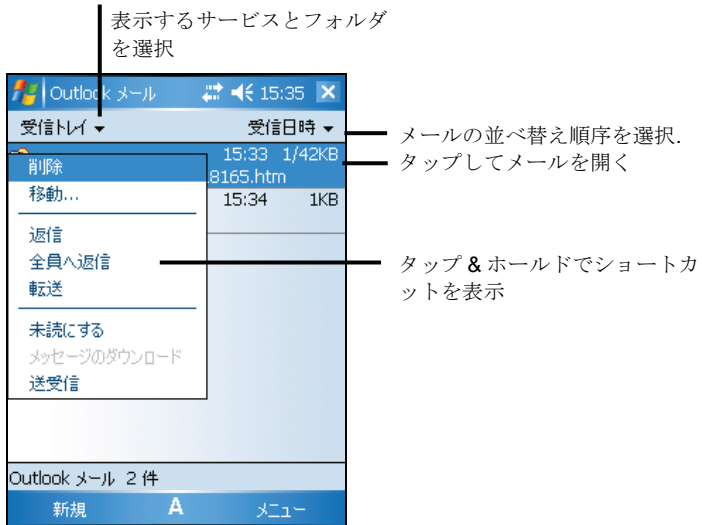 表示するサービスとフォルダ
を選択
Outlook メール 15:35
受信トレイ 受信日時
メールの並べ替え順序を選択.
15:33 1/42KB
タップしてメールを開く
削除
.8165.htm
移動...
15:34 1KB
返信
全員へ返信
タップ & ホールドでショートカ
ットを表示
転送
未読にする
メッセージのダウンロード
送受信
Outlook メール 2 件
新規 A メニュー